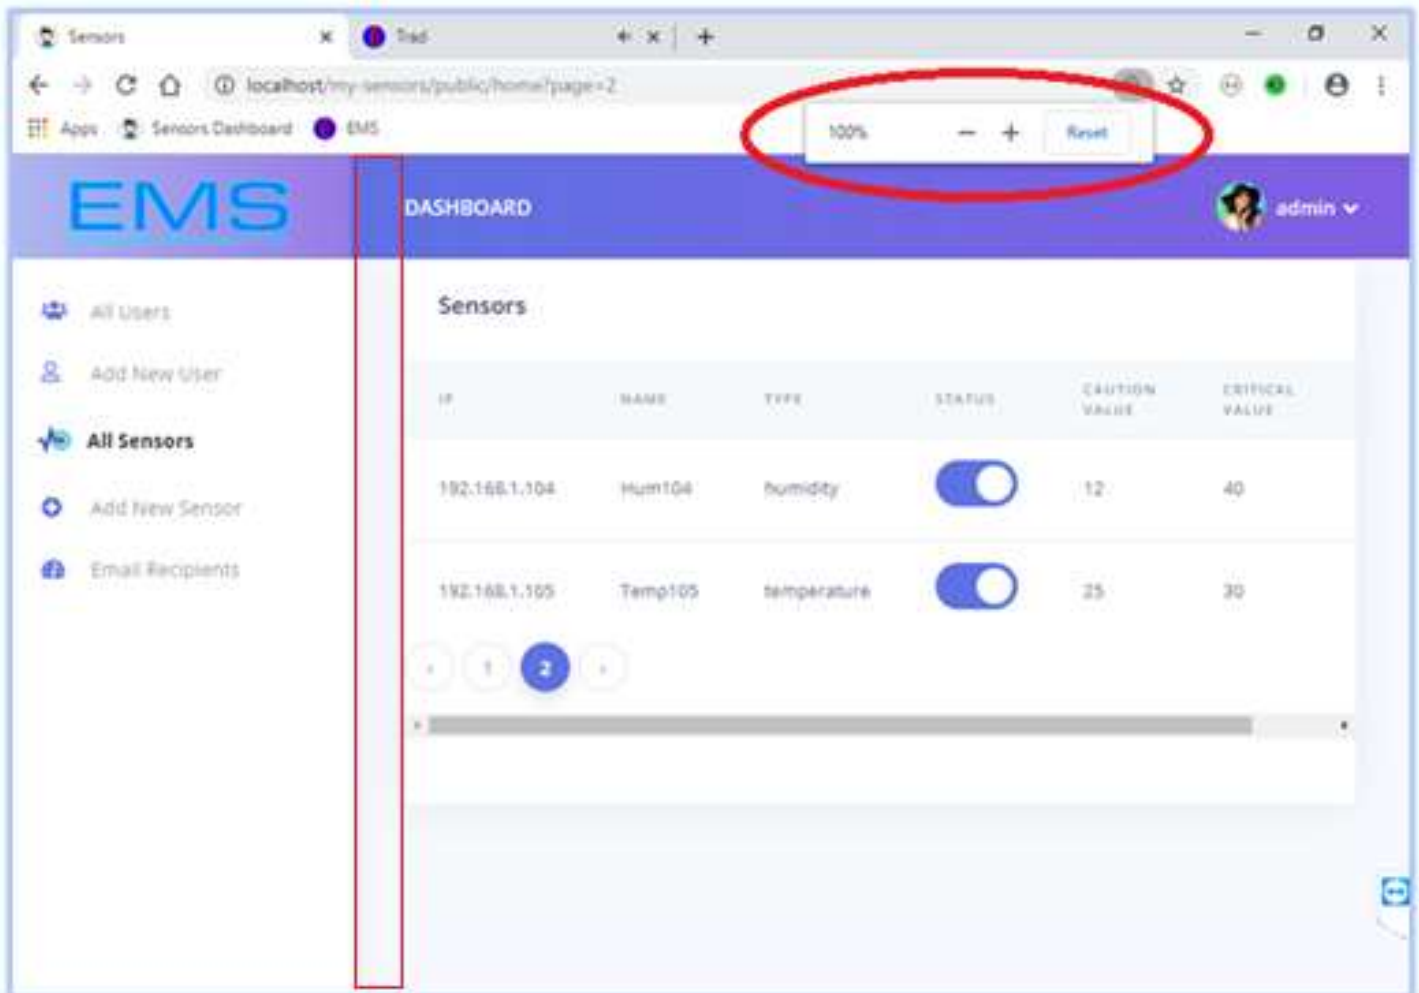 Sensors
Trad
localhost/my-sensors/public/home?page=2
Apps Sensors Dashboard EMS
100% − + Reset
EMS
DASHBOARD
admin
All Users
Add New User
All Sensors
Add New Sensor
Email Recipients
Sensors
IP NAME TYPE STATUS CAUTION VALUE CRITICAL VALUE
192.168.1.104 Hum104 humidity 12 40
192.168.1.105 Temp105 temperature 25 30
‹ 1 2 ›